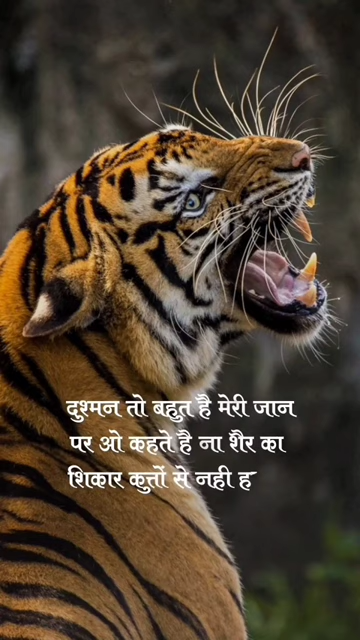 दुश्मन तो बहुत है मेरी जान
पर ओ कहते है ना शैर का
शिकार कुत्तों से नही ह